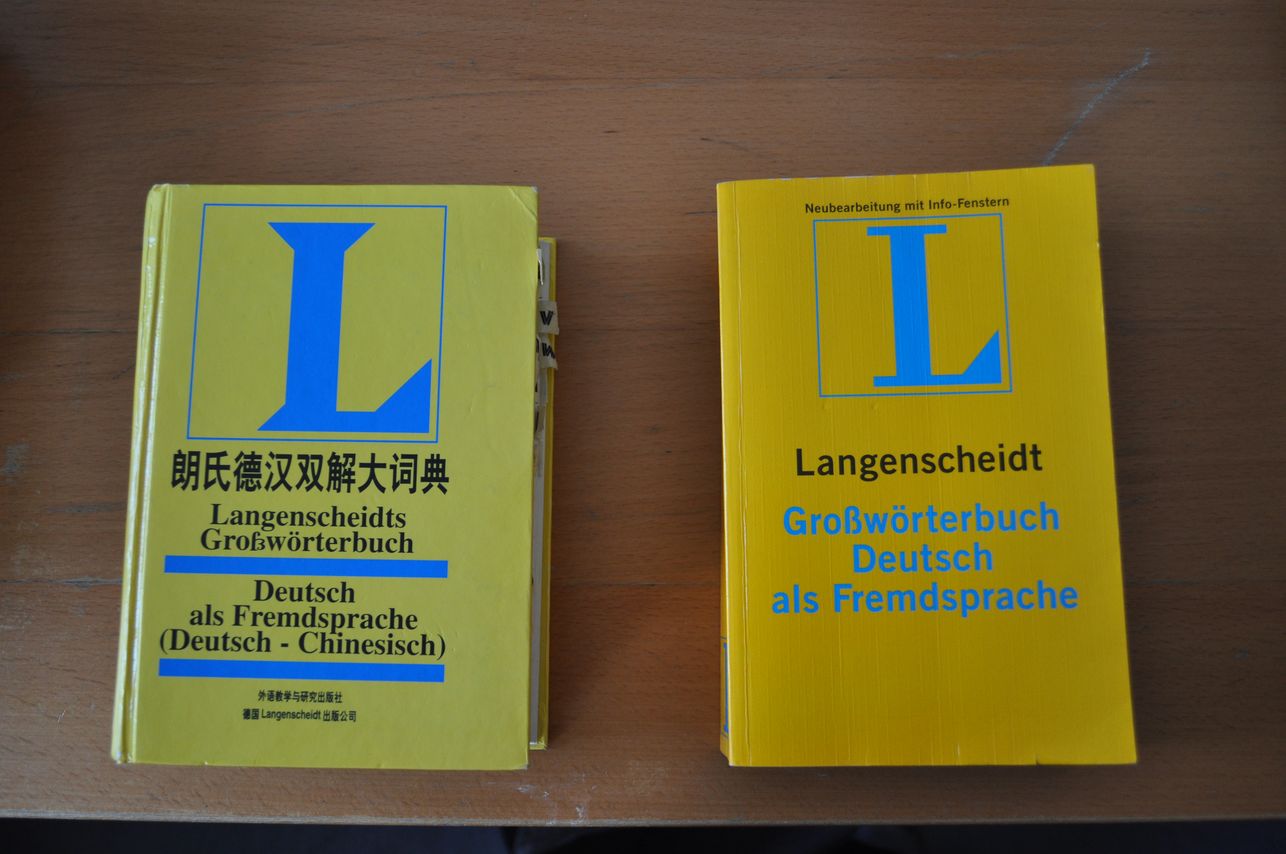 L
朗氏德汉双解大词典
Langenscheidts
Großwörterbuch
Deutsch
als Fremdsprache
(Deutsch - Chinesisch)
外语教学与研究出版社
德国 Langenscheidt 出版公司
V
W
Neubearbeitung mit Info-Fenstern
L
Langenscheidt
Großwörterbuch
Deutsch
als Fremdsprache